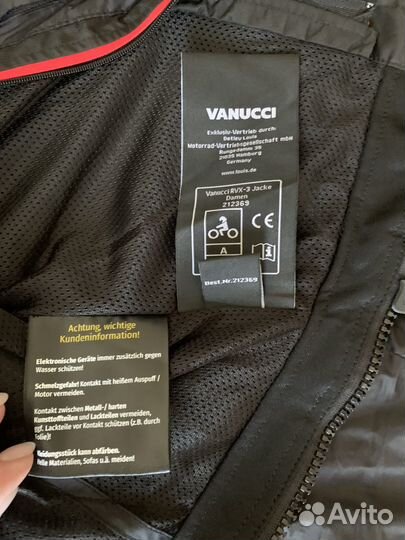 VANUCCI
Exklusiv-Vertrieb durch:
Detlev Louis
Motorrad-Vertriebsgesellschaft mbH
Rungedamm 35
21035 Hamburg
Germany
www.louis.de
Vanucci RVX-3 Jacke
Damen
212369
CE
A
i
Best.Nr.212369
Achtung, wichtige
Kundeninformation!
Elektronische Geräte immer zusätzlich gegen
Wasser schützen!
Schmelzgefahr! Kontakt mit heißem Auspuff /
Motor vermeiden.
Kontakt zwischen Metall-/ harten
Kunstoffteilen und Lackteilen vermeiden,
ggf. Lackteile vor Kontakt schützen (z.B. durch
Folie)!
Kleidungsstück kann abfärben.
Helle Materialien, Sofas u.ä. meiden!
Avito